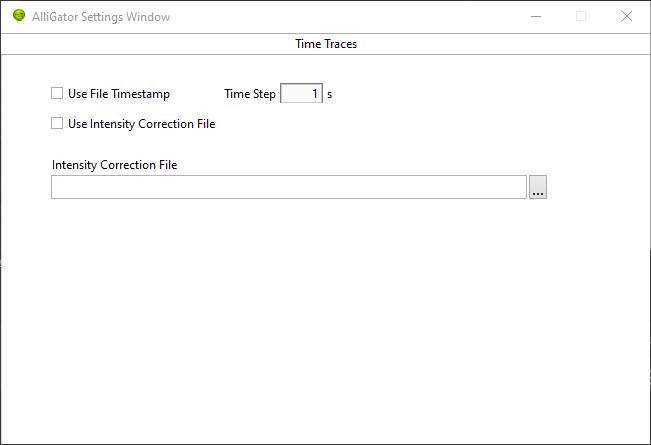 AlliGator Settings Window
Time Traces
Use File Timestamp Time Step 1 s
Use Intensity Correction File
Intensity Correction File
...